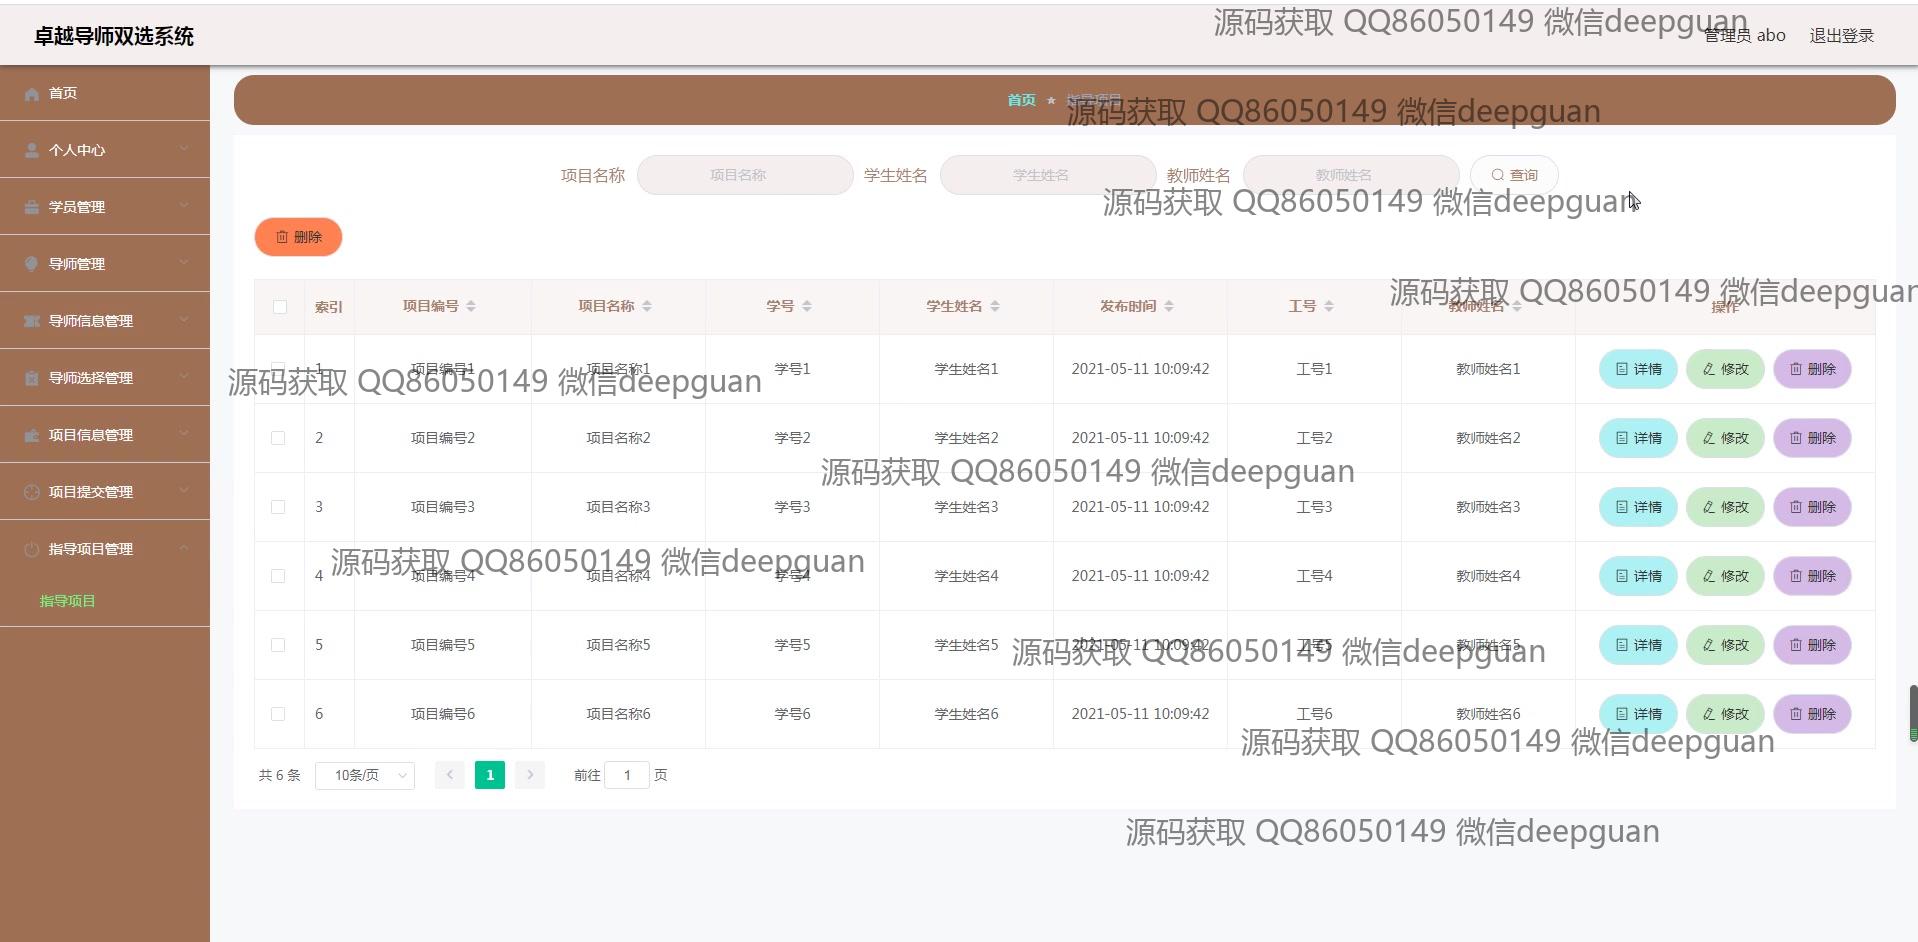 卓越导师双选系统
源码获取 QQ86050149 微信deepguan
管理员 abo 退出登录
首页
个人中心
学员管理
导师管理
导师信息管理
导师选择管理
项目信息管理
项目提交管理
指导项目管理
指导项目
首页 ★ 指导项目
源码获取 QQ86050149 微信deepguan
项目名称 项目名称 学生姓名 学生姓名 教师姓名 教师姓名 查询
源码获取 QQ86050149 微信deepguan
删除
源码获取 QQ86050149 微信deepguan
索引 项目编号 项目名称 学号 学生姓名 发布时间 工号 教师姓名 操作
1 项目编号1 项目名称1 学号1 学生姓名1 2021-05-11 10:09:42 工号1 教师姓名1 详情 修改 删除
源码获取 QQ86050149 微信deepguan
2 项目编号2 项目名称2 学号2 学生姓名2 2021-05-11 10:09:42 工号2 教师姓名2 详情 修改 删除
源码获取 QQ86050149 微信deepguan
3 项目编号3 项目名称3 学号3 学生姓名3 2021-05-11 10:09:42 工号3 教师姓名3 详情 修改 删除
源码获取 QQ86050149 微信deepguan
4 项目编号4 项目名称4 学号4 学生姓名4 2021-05-11 10:09:42 工号4 教师姓名4 详情 修改 删除
5 项目编号5 项目名称5 学号5 学生姓名5 2021-05-11 10:09:42 工号5 教师姓名5 详情 修改 删除
源码获取 QQ86050149 微信deepguan
6 项目编号6 项目名称6 学号6 学生姓名6 2021-05-11 10:09:42 工号6 教师姓名6 详情 修改 删除
源码获取 QQ86050149 微信deepguan
共 6 条 10条/页 1 前往 1 页
源码获取 QQ86050149 微信deepguan